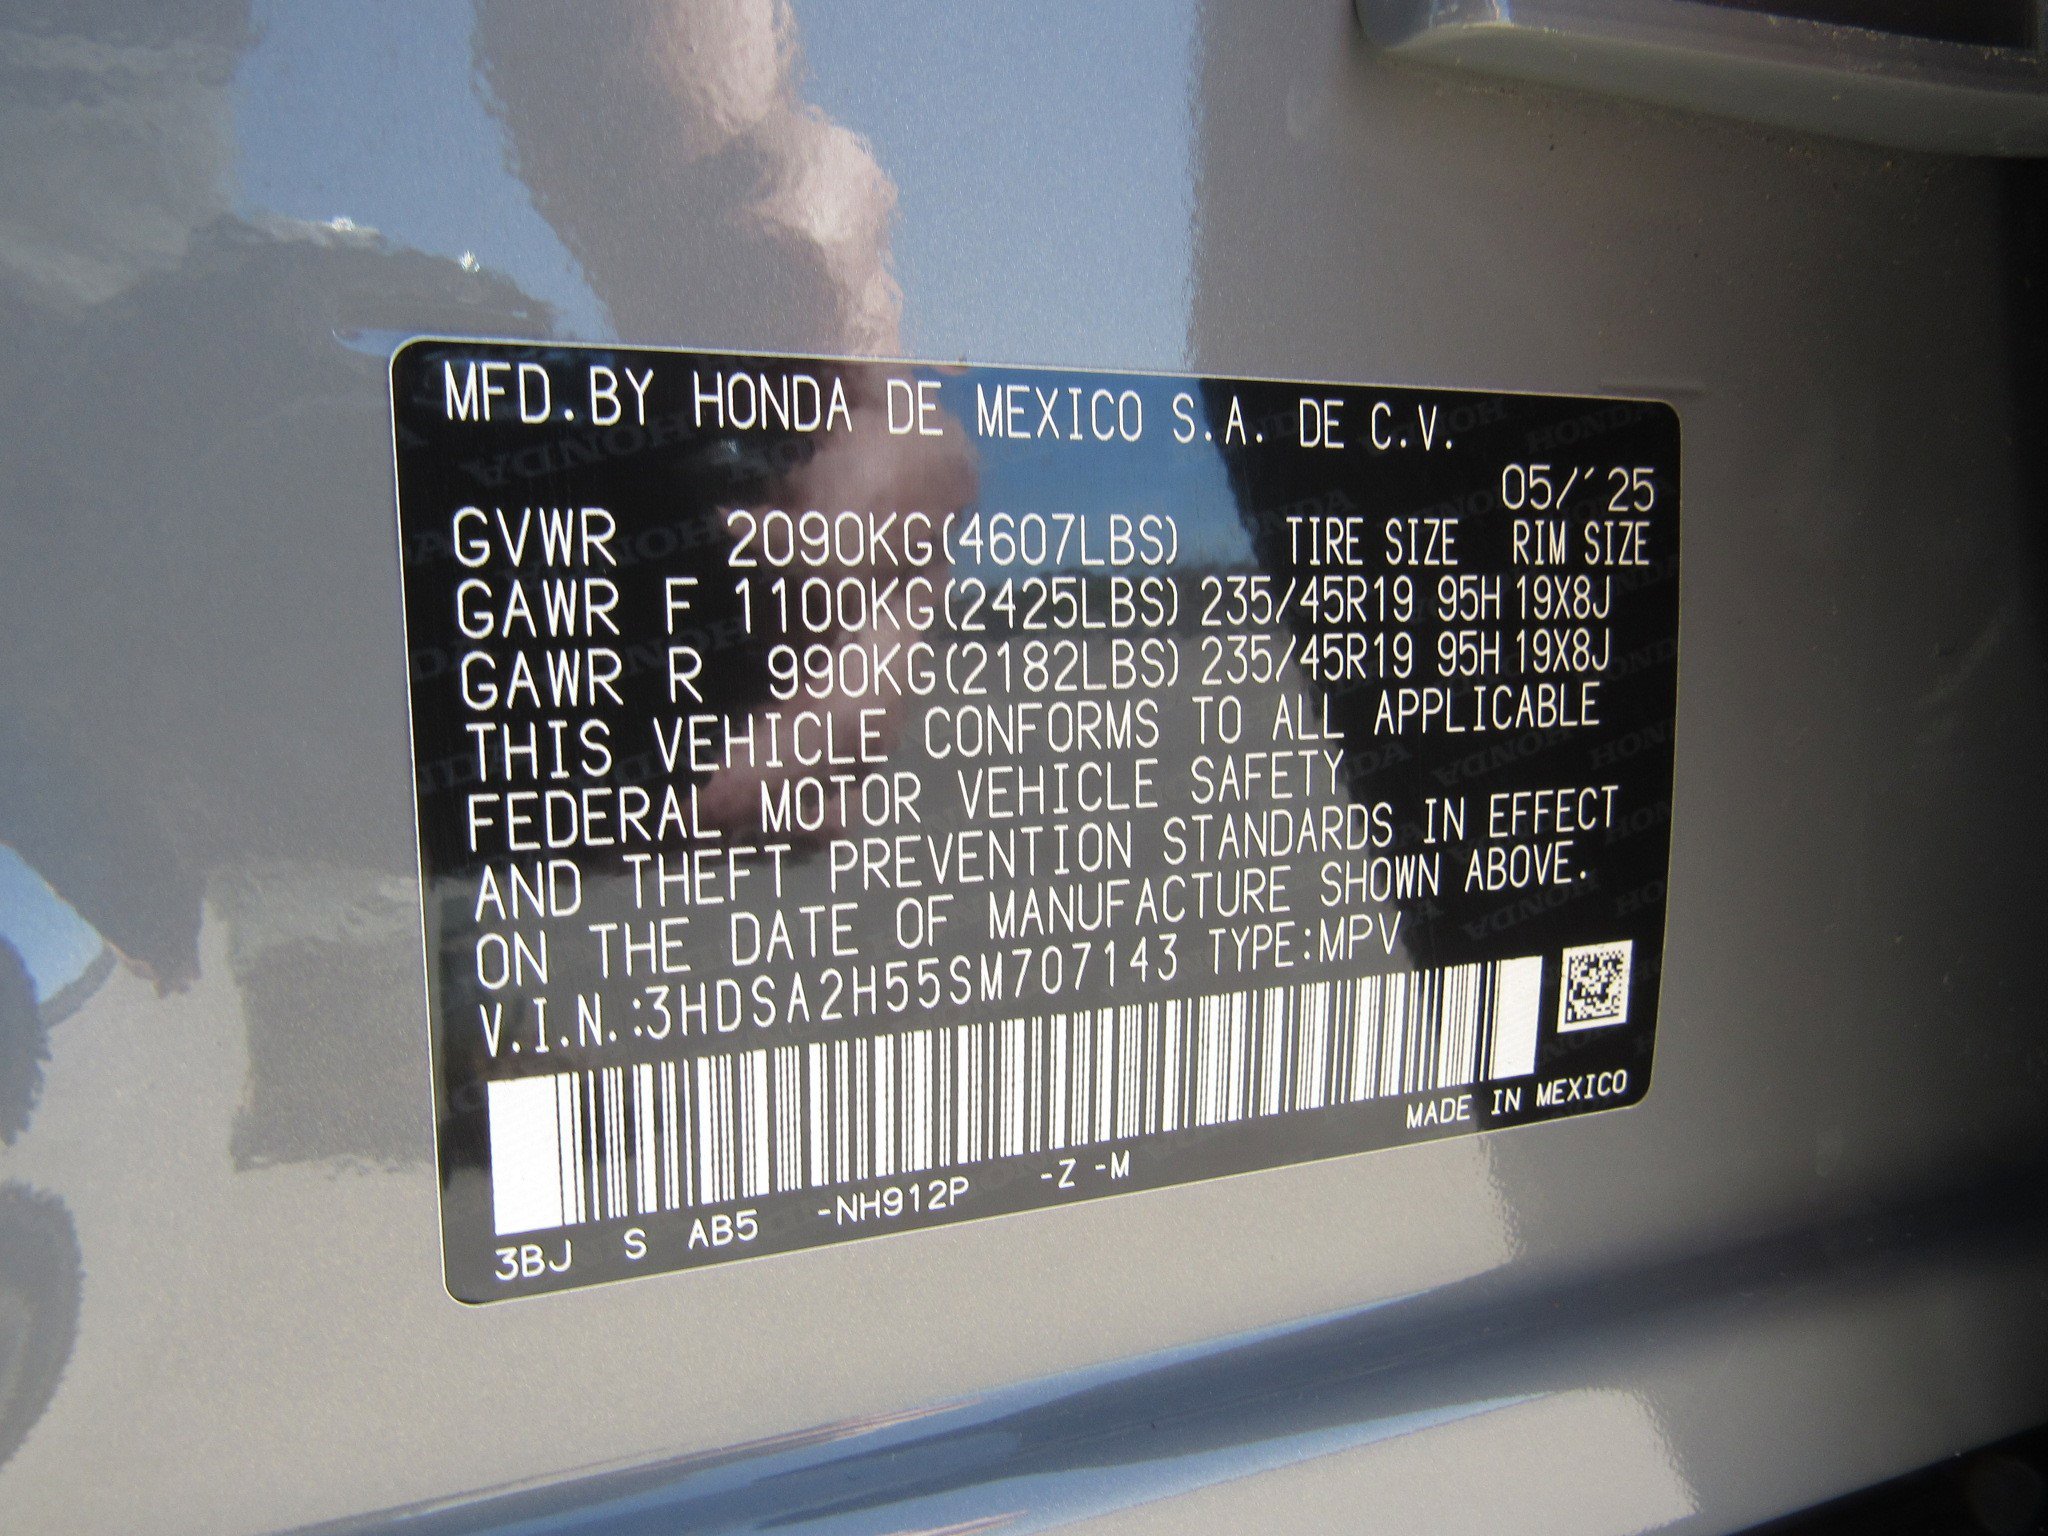 MFD.BY HONDA DE MEXICO S.A. DE C.V.
05/´25
GVWR 2090KG(4607LBS) TIRE SIZE RIM SIZE
GAWR F 1100KG(2425LBS) 235/45R19 95H 19X8J
GAWR R 990KG(2182LBS) 235/45R19 95H 19X8J
THIS VEHICLE CONFORMS TO ALL APPLICABLE
FEDERAL MOTOR VEHICLE SAFETY
AND THEFT PREVENTION STANDARDS IN EFFECT
ON THE DATE OF MANUFACTURE SHOWN ABOVE.
V.I.N.:3HDSA2H55SM707143 TYPE:MPV
MADE IN MEXICO
3BJ S AB5 -NH912P -Z -M